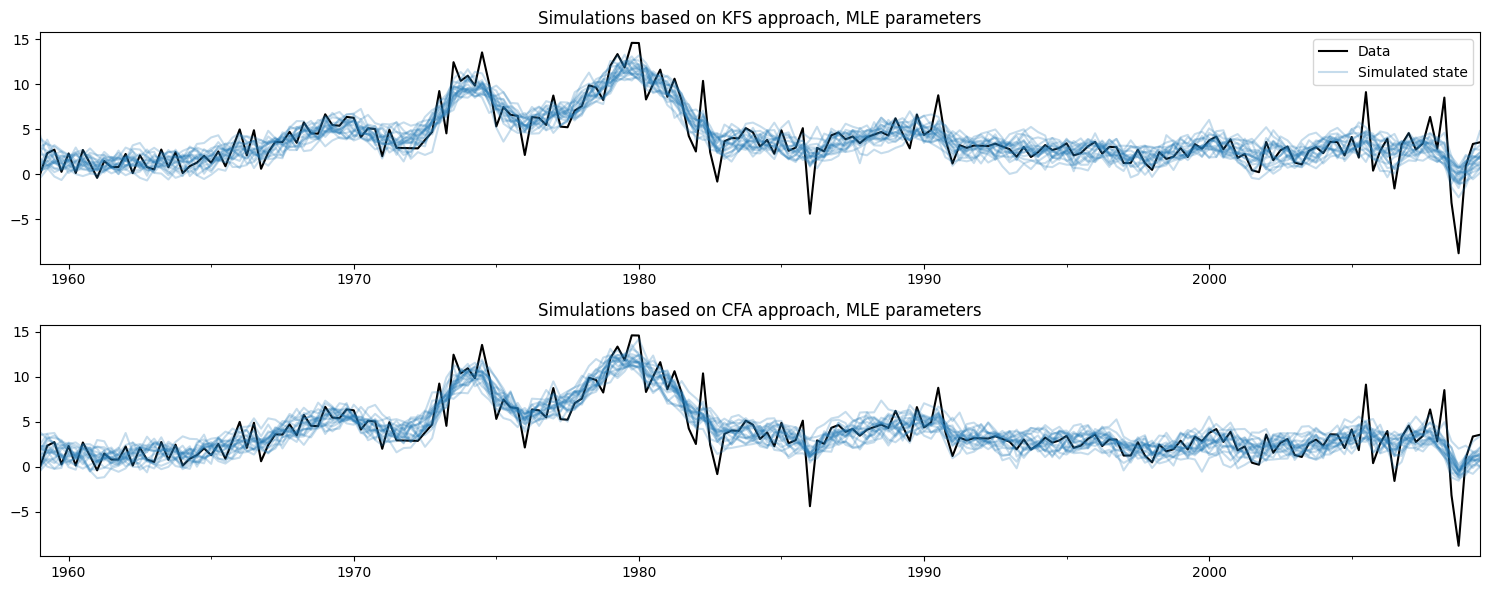 Simulations based on KFS approach, MLE parameters
15
10
5
0
−5
Data
Simulated state
1960 1970 1980 1990 2000
Simulations based on CFA approach, MLE parameters
15
10
5
0
−5
1960 1970 1980 1990 2000